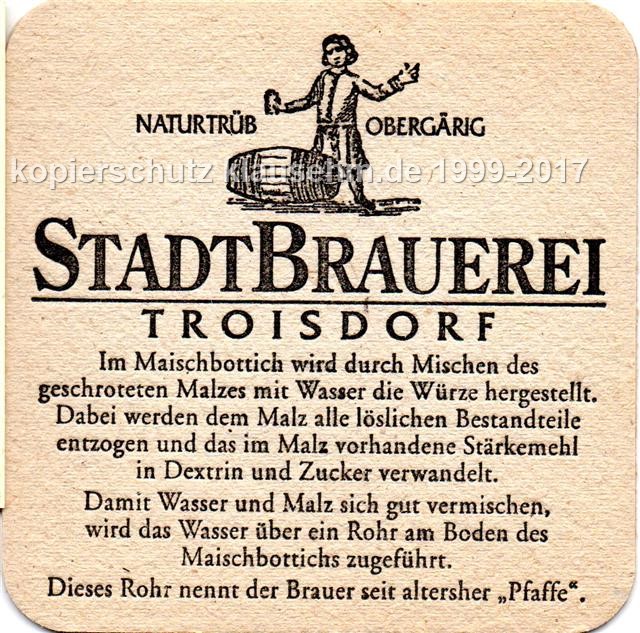 NATURTRÜB OBERGÄRIG
kopierschutz klausehm.de 1999-2017
STADTBRAUEREI
TROISDORF
Im Maischbottich wird durch Mischen des
geschroteten Malzes mit Wasser die Würze hergestellt.
Dabei werden dem Malz alle löslichen Bestandteile
entzogen und das im Malz vorhandene Stärkemehl
in Dextrin und Zucker verwandelt.
Damit Wasser und Malz sich gut vermischen,
wird das Wasser über ein Rohr am Boden des
Maischbottichs zugeführt.
Dieses Rohr nennt der Brauer seit altersher „Pfaffe“.